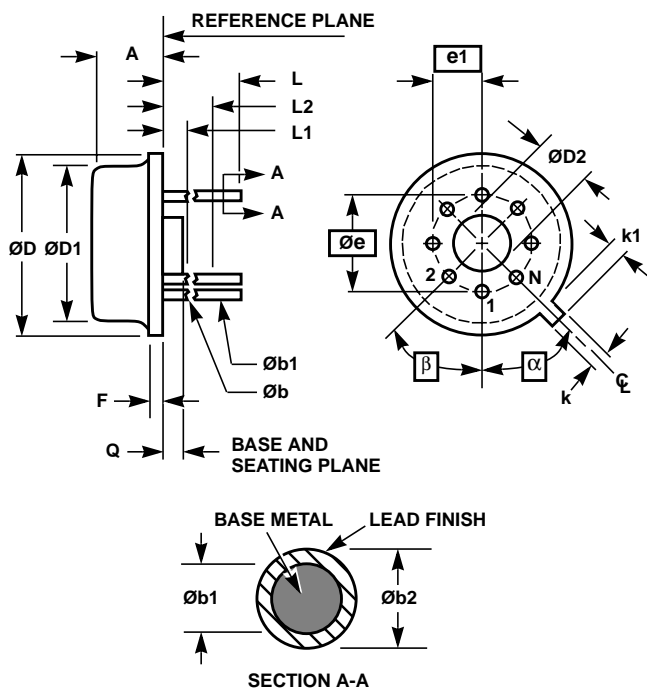 REFERENCE PLANE
A
L
L2
L1
A
A
ØD
ØD1
Øb1
Øb
F
Q
BASE AND
SEATING PLANE
e1
ØD2
Øe
k1
2
N
1
β
α
k
C
L
BASE METAL
LEAD FINISH
Øb1
Øb2
SECTION A-A